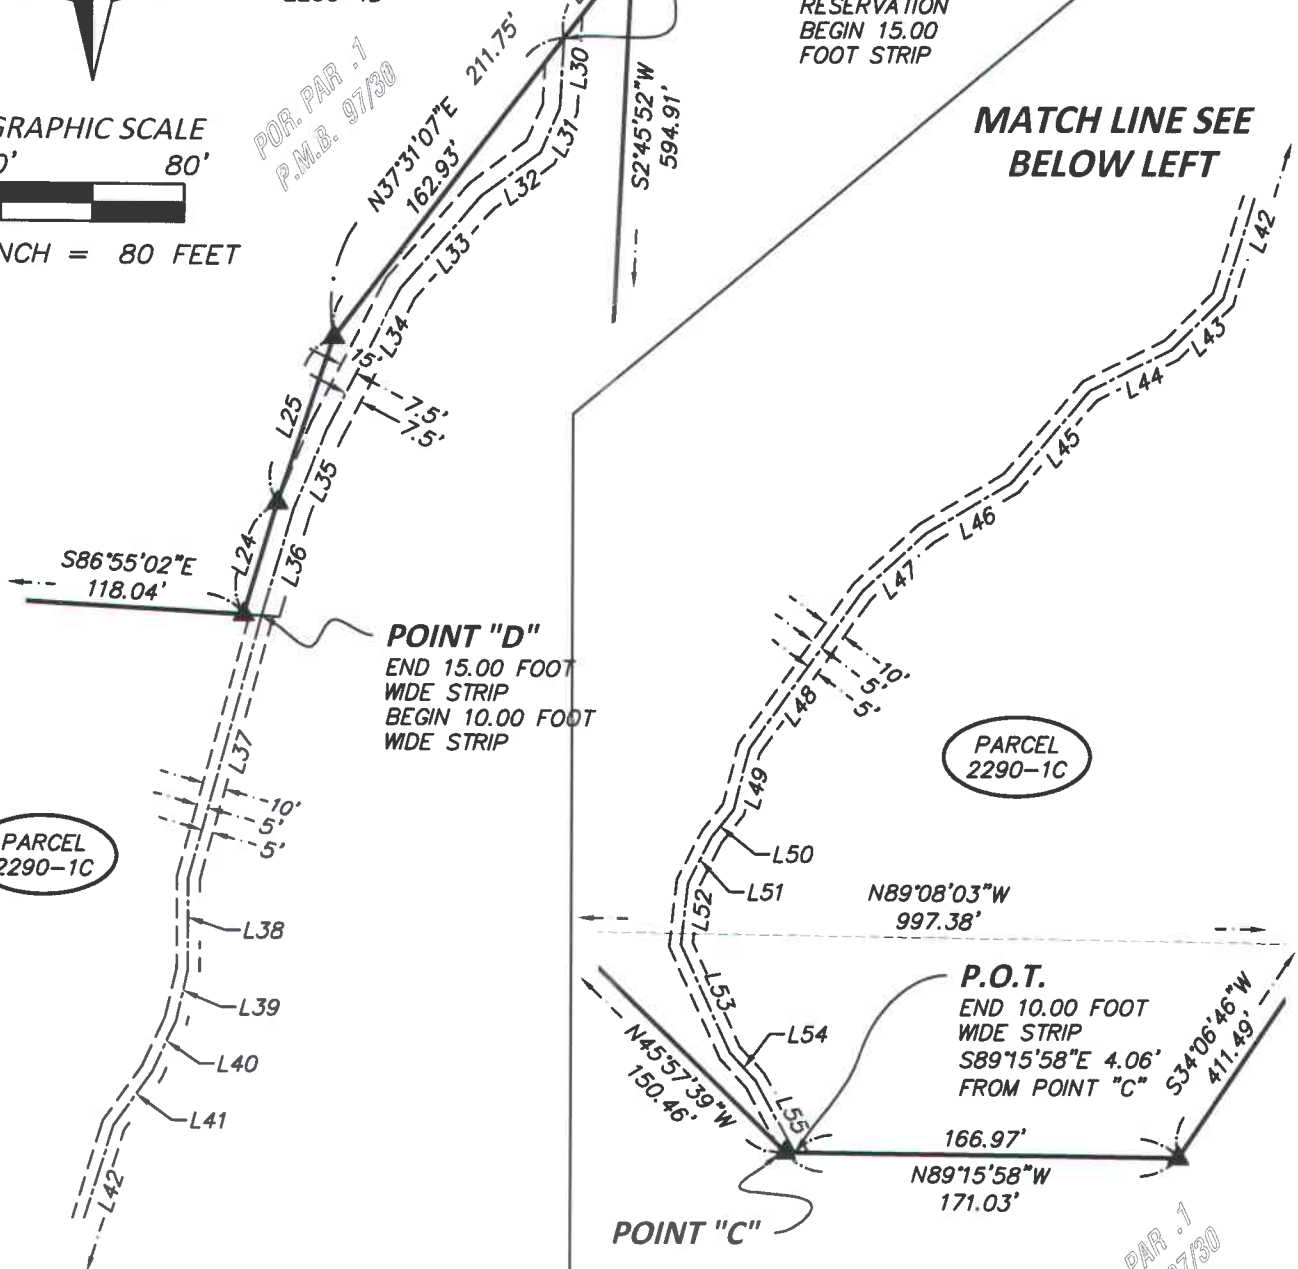 RESERVATION
BEGIN 15.00
FOOT STRIP
POR. PAR .1
P.M.B. 97/30
GRAPHIC SCALE
80'
INCH = 80 FEET
N37°31'07"E 211.75'
162.93'
S2°45'52"W
594.91'
L30
L31
L32
L33
L34
15'
7.5'
7.5'
L25
L35
L24
L36
S86°55'02"E
118.04'
POINT "D"
END 15.00 FOOT
WIDE STRIP
BEGIN 10.00 FOOT
WIDE STRIP
L37
10'
5'
5'
PARCEL
2290-1C
L38
L39
L40
L41
L42
MATCH LINE SEE
BELOW LEFT
L42
L43
L44
L45
L46
L47
10'
5'
5'
L48
PARCEL
2290-1C
L49
L50
L51
L52
N89°08'03"W
997.38'
L53
L54
L55
P.O.T.
END 10.00 FOOT
WIDE STRIP
S89°15'58"E 4.06'
FROM POINT "C"
S34°06'46"W
411.49'
N45°57'39"W
150.46'
166.97'
N89°15'58"W
171.03'
POINT "C"
PAR .1